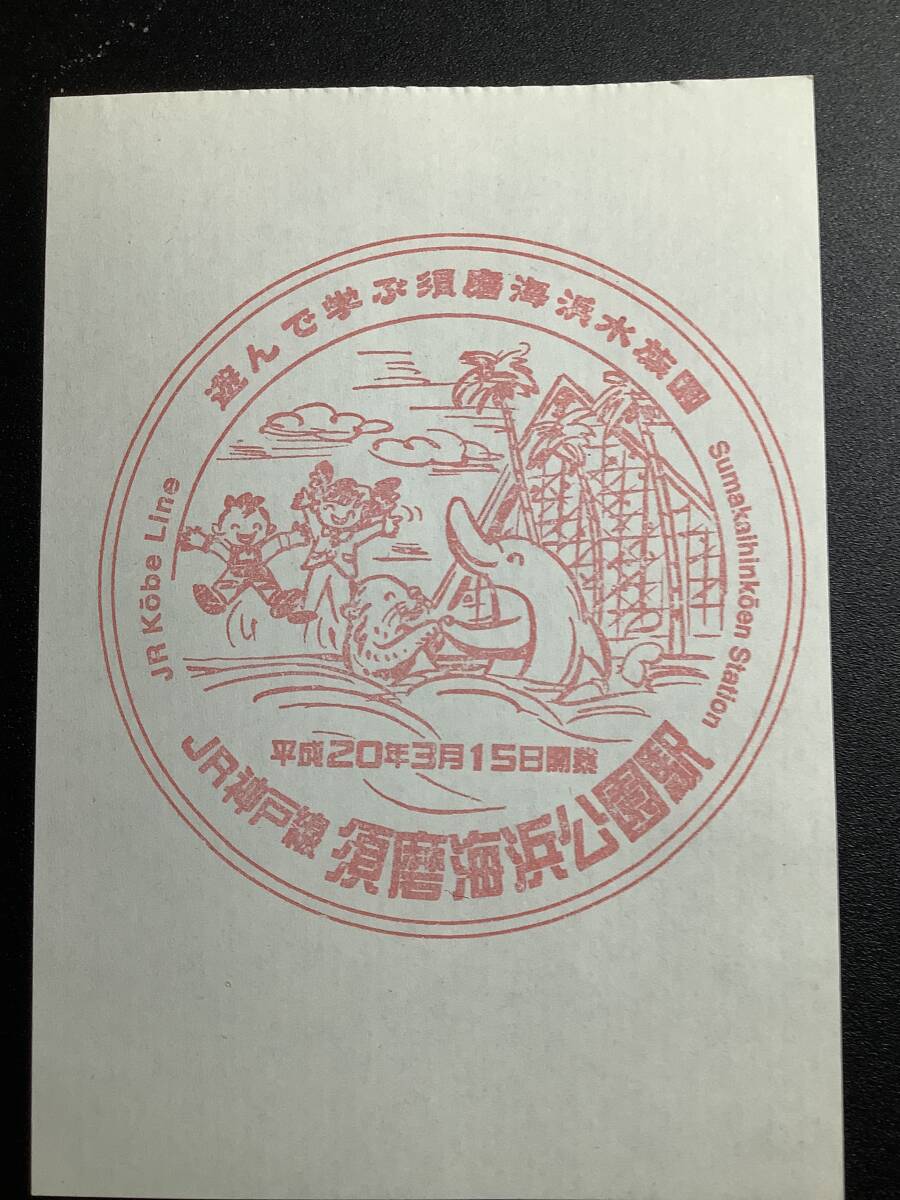 遊んで学ぶ須磨海浜水族園
JR Kōbe Line
Sumakaihinkōen Station
平成20年3月15日開業
JR神戸線 須磨海浜公園駅